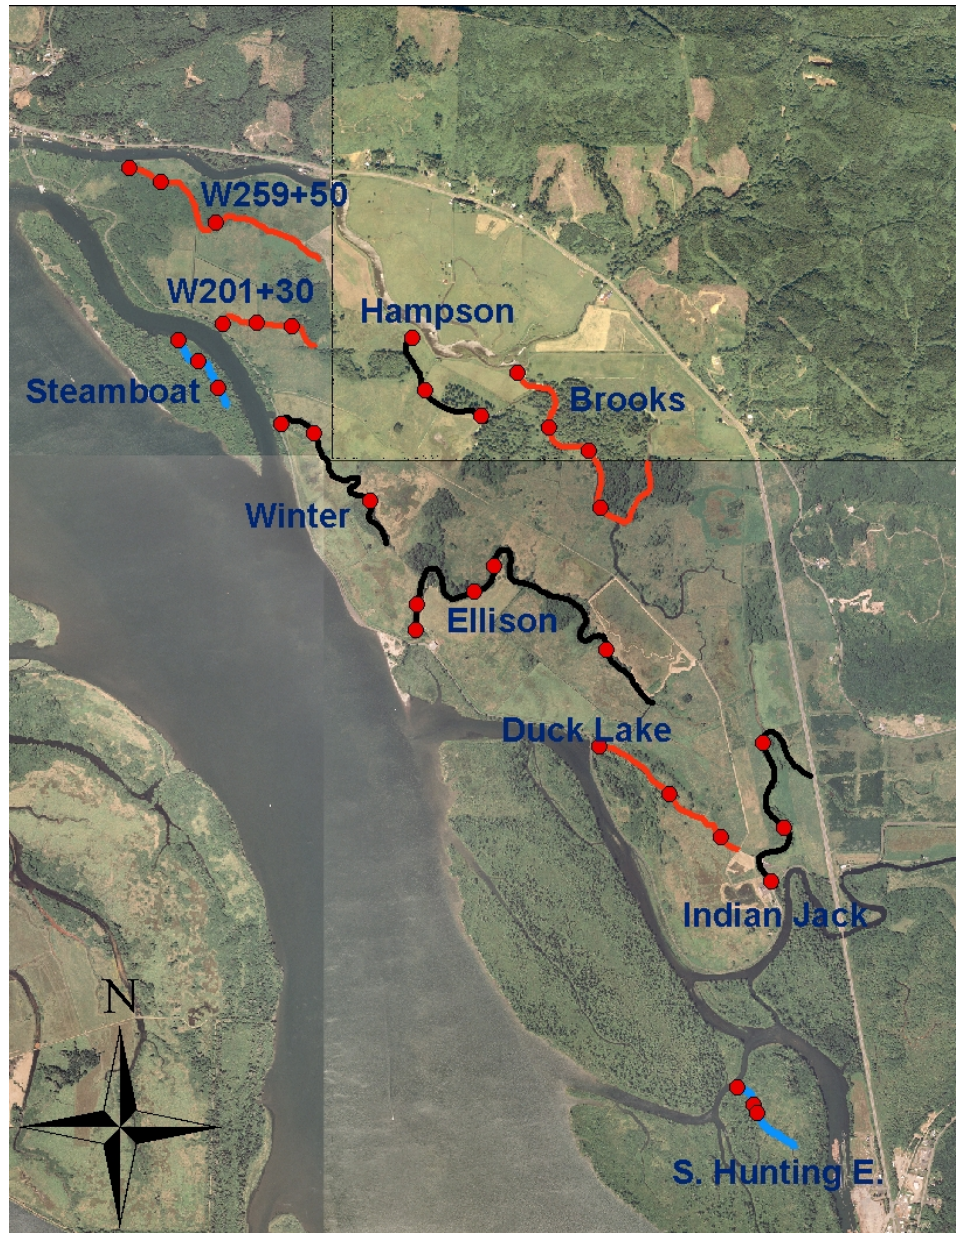 W259+50
W201+30
Hampson
Steamboat
Brooks
Winter
Ellison
Duck Lake
Indian Jack
N
S. Hunting E.